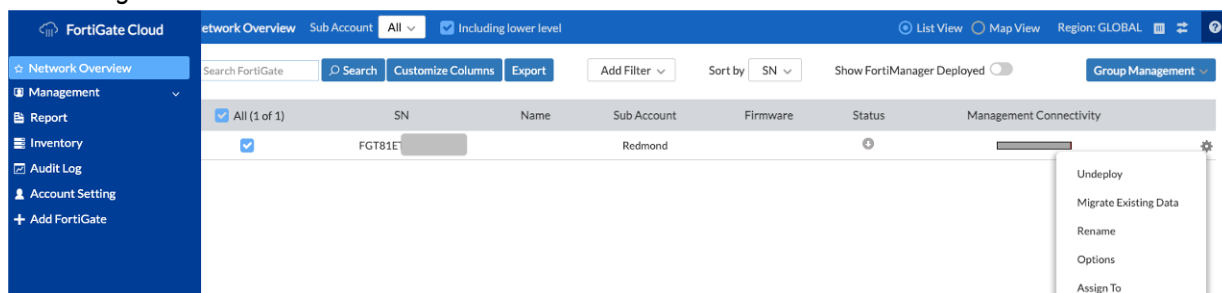 FortiGate Cloud
etwork Overview Sub Account All Including lower level List View Map View Region: GLOBAL
Network Overview
Management
Report
Inventory
Audit Log
Account Setting
Add FortiGate
Search FortiGate Search Customize Columns Export Add Filter Sort by SN Show FortiManager Deployed Group Management
All (1 of 1) SN Name Sub Account Firmware Status Management Connectivity
FGT81E Redmond
Undeploy
Migrate Existing Data
Rename
Options
Assign To